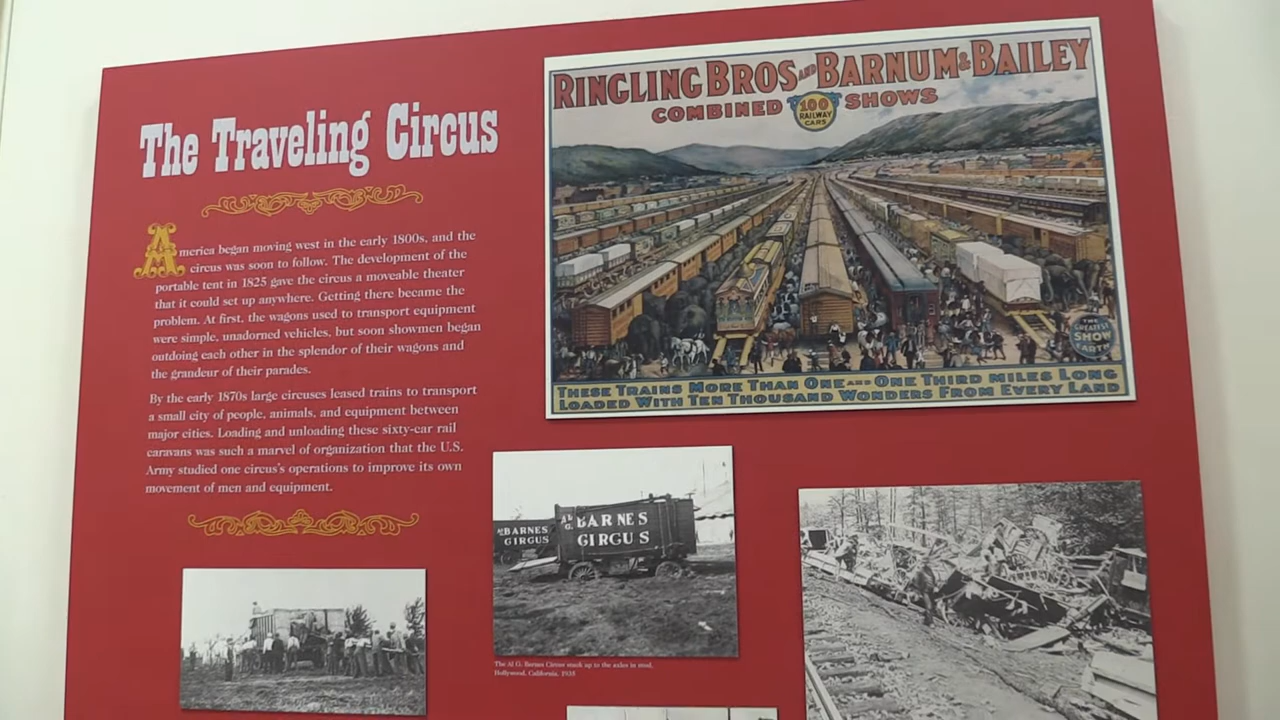 The Traveling Circus
America began moving west in the early 1800s, and the
circus was soon to follow. The development of the
portable tent in 1825 gave the circus a moveable theater
that it could set up anywhere. Getting there became the
problem. At first, the wagons used to transport equipment
were simple, unadorned vehicles, but soon showmen began
outdoing each other in the splendor of their wagons and
the grandeur of their parades.
By the early 1870s large circuses leased trains to transport
a small city of people, animals, and equipment between
major cities. Loading and unloading these sixty-car rail
caravans was such a marvel of organization that the U.S.
Army studied one circus's operations to improve its own
movement of men and equipment.
RINGLING BROS AND BARNUM & BAILEY
COMBINED SHOWS
100
RAILWAY
CARS
THE
GREATEST
SHOW
EARTH
THESE TRAINS MORE THAN ONE AND ONE THIRD MILES LONG
LOADED WITH TEN THOUSAND WONDERS FROM EVERY LAND
BARNES
CIRCUS
AL
G. BARNES
CIRCUS
The Al G. Barnes Circus stuck up to the axles in mud,
Hollywood, California,